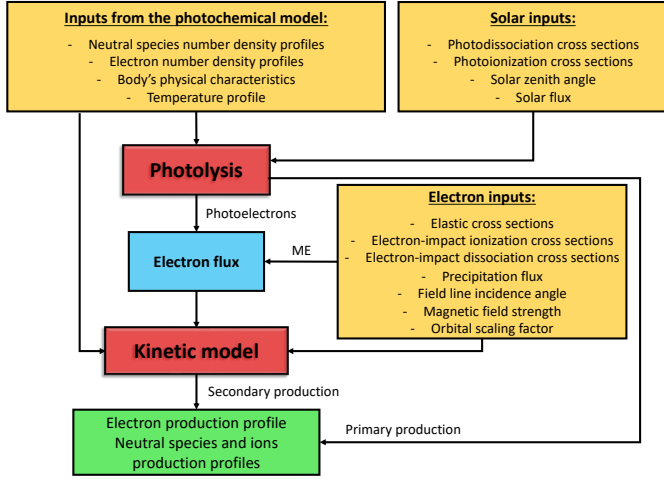 Inputs from the photochemical model:
- Neutral species number density profiles
- Electron number density profiles
- Body's physical characteristics
- Temperature profile
Solar inputs:
- Photodissociation cross sections
- Photoionization cross sections
- Solar zenith angle
- Solar flux
Photolysis
Photoelectrons
Electron inputs:
- Elastic cross sections
- Electron-impact ionization cross sections
- Electron-impact dissociation cross sections
- Precipitation flux
- Field line incidence angle
- Magnetic field strength
- Orbital scaling factor
ME
Electron flux
Kinetic model
Secondary production
Primary production
Electron production profile
Neutral species and ions
production profiles